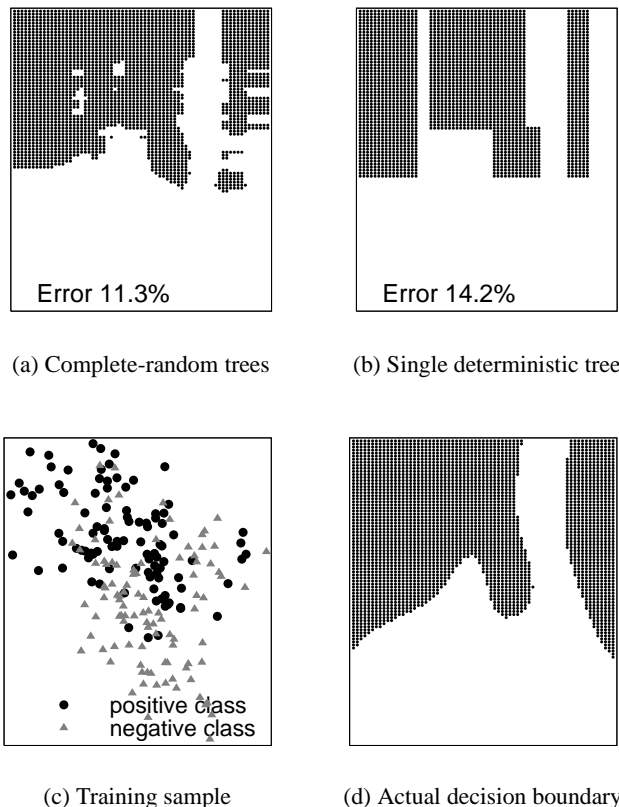 Error 11.3%
Error 14.2%
(a) Complete-random trees
(b) Single deterministic tree
positive class
negative class
(c) Training sample
(d) Actual decision boundary